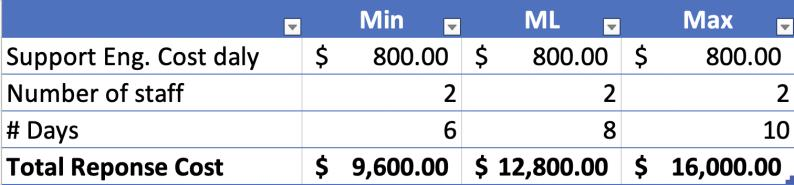 Min ML Max
Support Eng. Cost daly $ 800.00 $ 800.00 $ 800.00
Number of staff 2 2 2
# Days 6 8 10
Total Reponse Cost $ 9,600.00 $ 12,800.00 $ 16,000.00